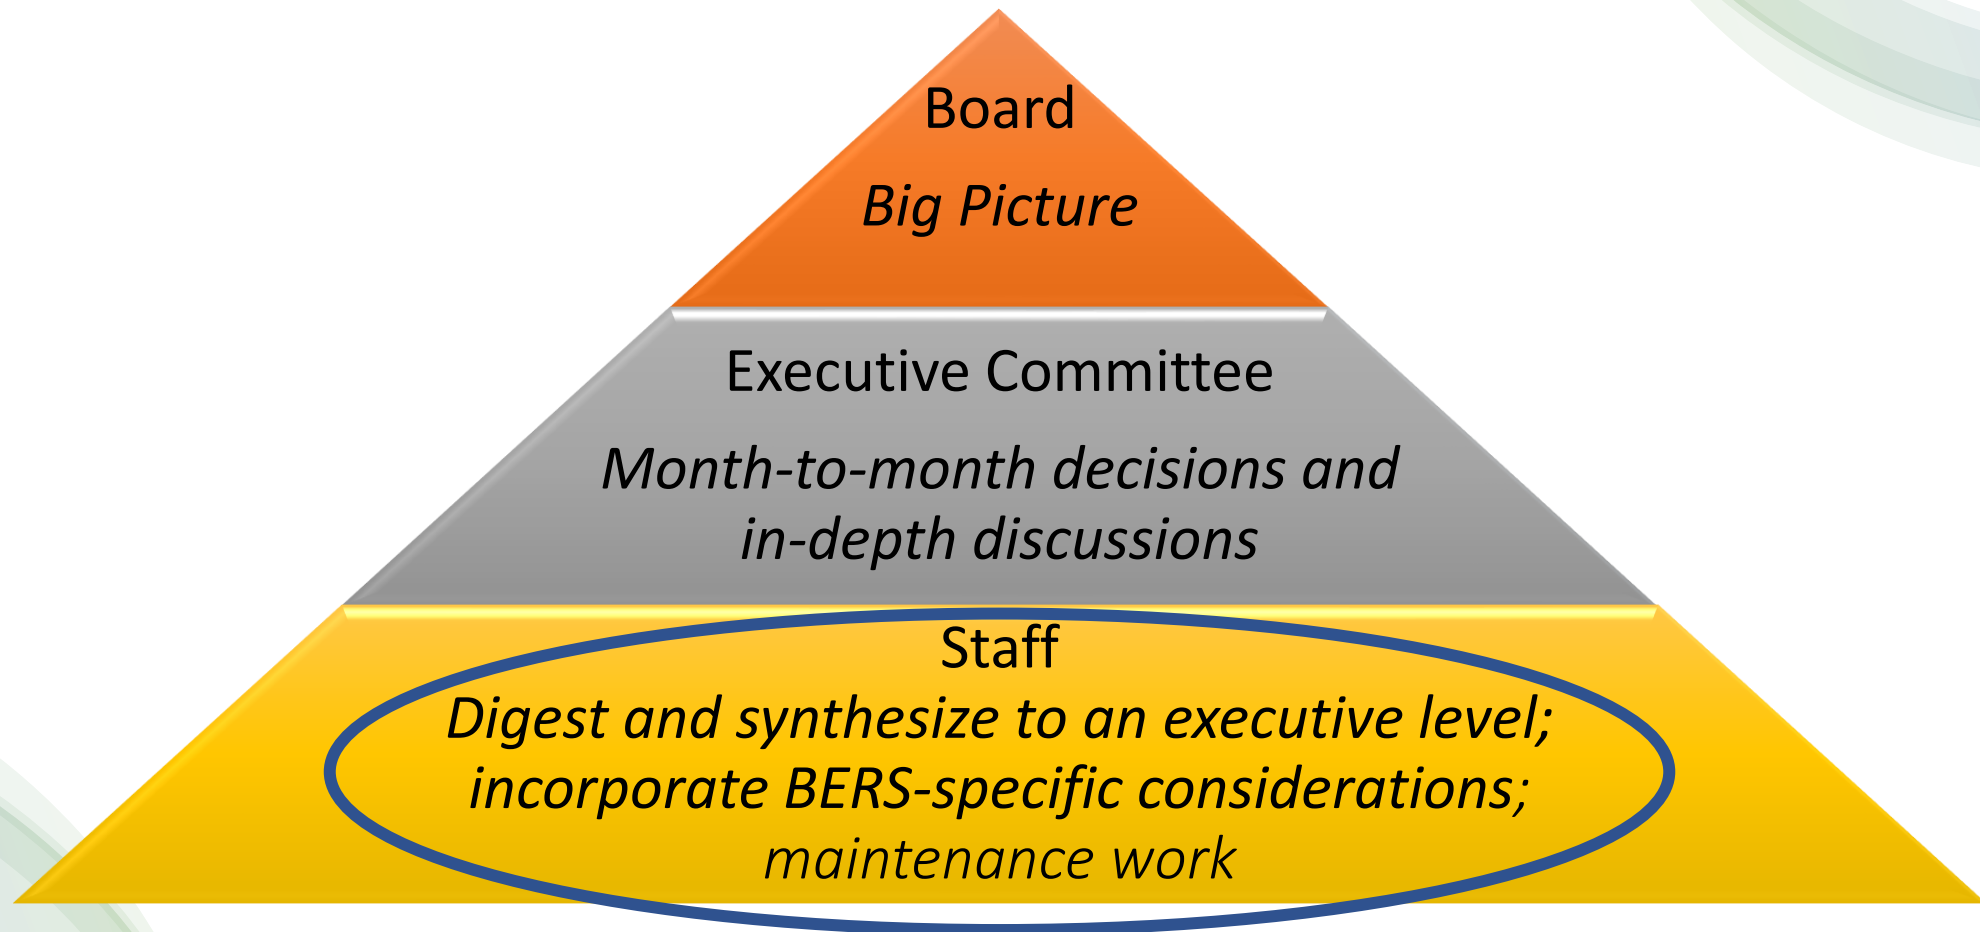 Board
Big Picture
Executive Committee
Month-to-month decisions and
in-depth discussions
Staff
Digest and synthesize to an executive level;
incorporate BERS-specific considerations;
maintenance work